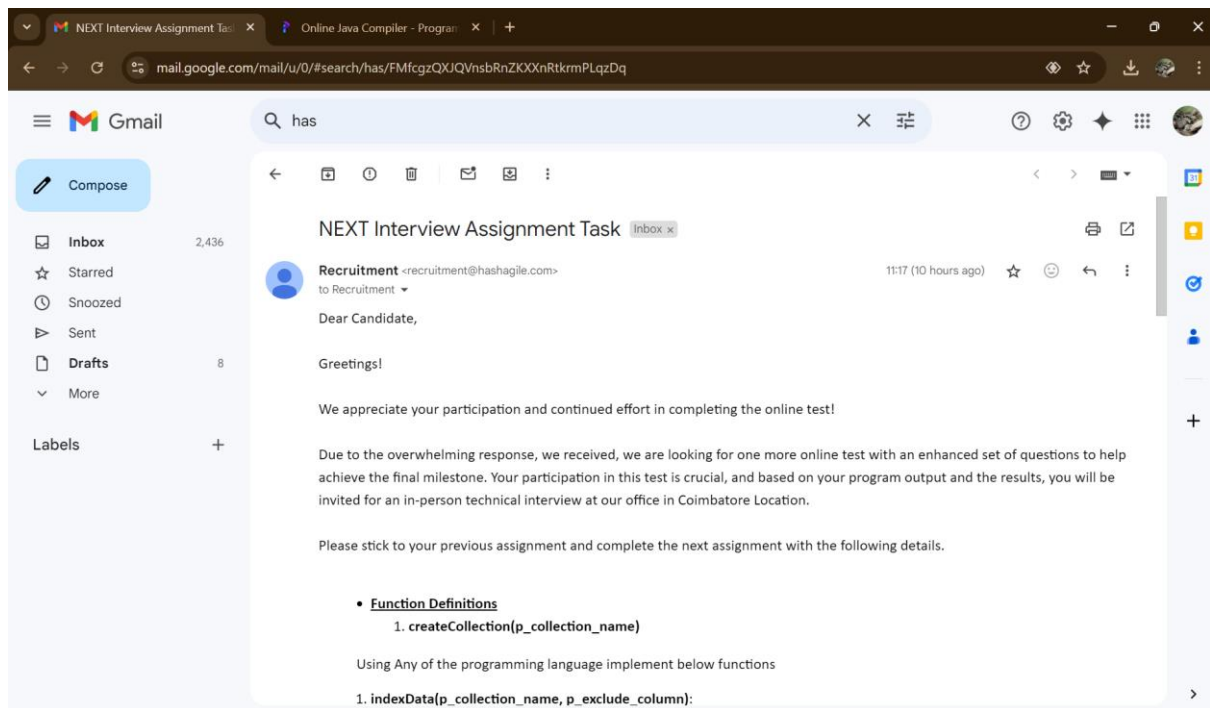 NEXT Interview Assignment Tas
Online Java Compiler - Program
mail.google.com/mail/u/0/#search/has/FMfcgzQXJQVnsbRnZKXXnRtkrmPLqzDq
Gmail
has
Compose
Inbox 2,436
Starred
Snoozed
Sent
Drafts 8
More
Labels
31
NEXT Interview Assignment Task Inbox x
Recruitment <recruitment@hashagile.com> 11:17 (10 hours ago)
to Recruitment
Dear Candidate,
Greetings!
We appreciate your participation and continued effort in completing the online test!
Due to the overwhelming response, we received, we are looking for one more online test with an enhanced set of questions to help
achieve the final milestone. Your participation in this test is crucial, and based on your program output and the results, you will be
invited for an in-person technical interview at our office in Coimbatore Location.
Please stick to your previous assignment and complete the next assignment with the following details.
• Function Definitions
1. createCollection(p_collection_name)
Using Any of the programming language implement below functions
1. indexData(p_collection_name, p_exclude_column):